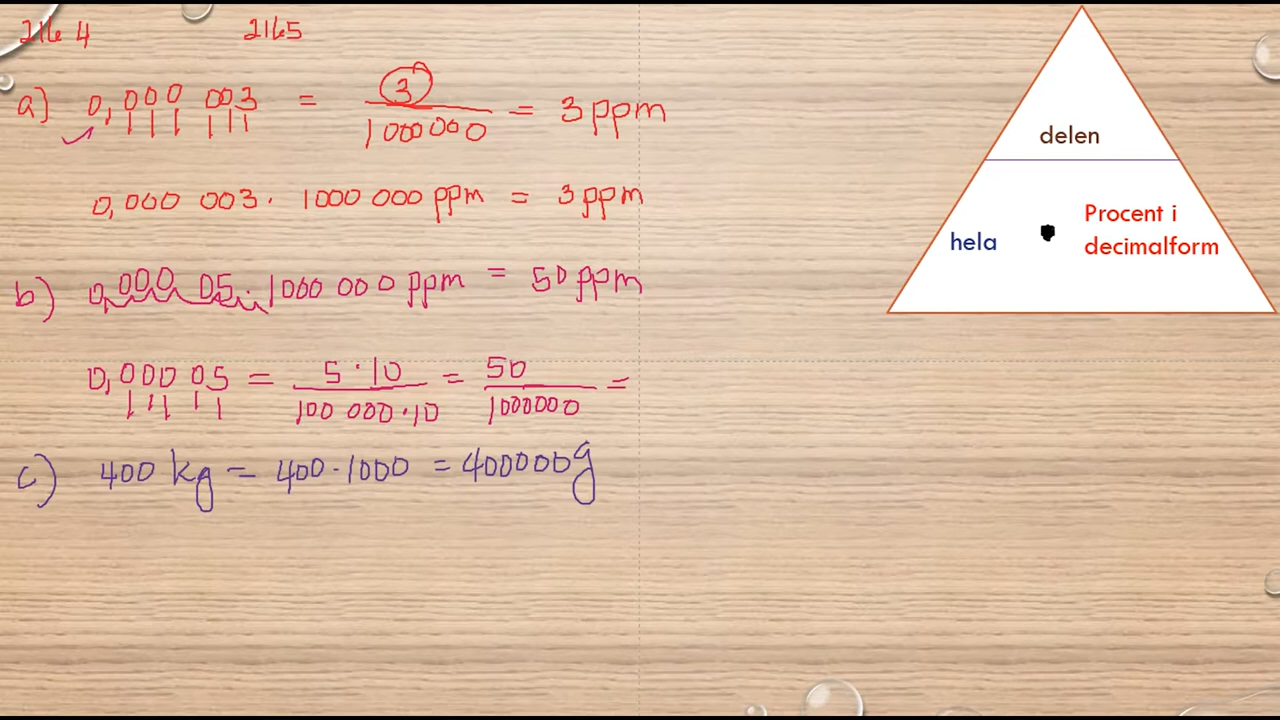 2164 2165
a) 0,000 003 = 3/1000000 = 3 ppm
0,000 003 · 1000 000 ppm = 3 ppm
b) 0,000 05 · 1000 000 ppm = 50 ppm
0,000 05 = 5·10/100 000·10 = 50/1000000 =
c) 400 kg = 400·1000 = 400000g
delen
hela
Procent i
decimalform